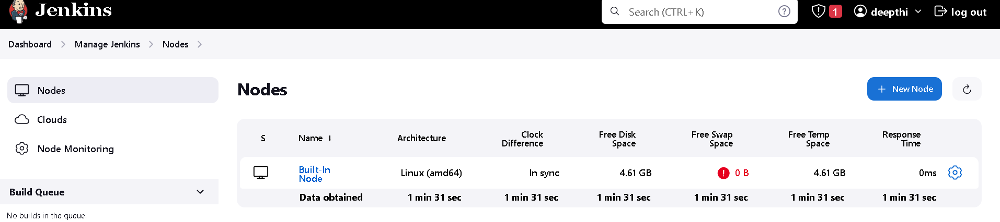 Jenkins
Search (CTRL+K)
1
deepthi
log out
Dashboard
Manage Jenkins
Nodes
Nodes
Clouds
Node Monitoring
Build Queue
No builds in the queue.
Nodes
+ New Node
S Name ↓ Architecture Clock Difference Free Disk Space Free Swap Space Free Temp Space Response Time
Built-In Node Linux (amd64) In sync 4.61 GB 0 B 4.61 GB 0ms
Data obtained 1 min 31 sec 1 min 31 sec 1 min 31 sec 1 min 31 sec 1 min 31 sec 1 min 31 sec